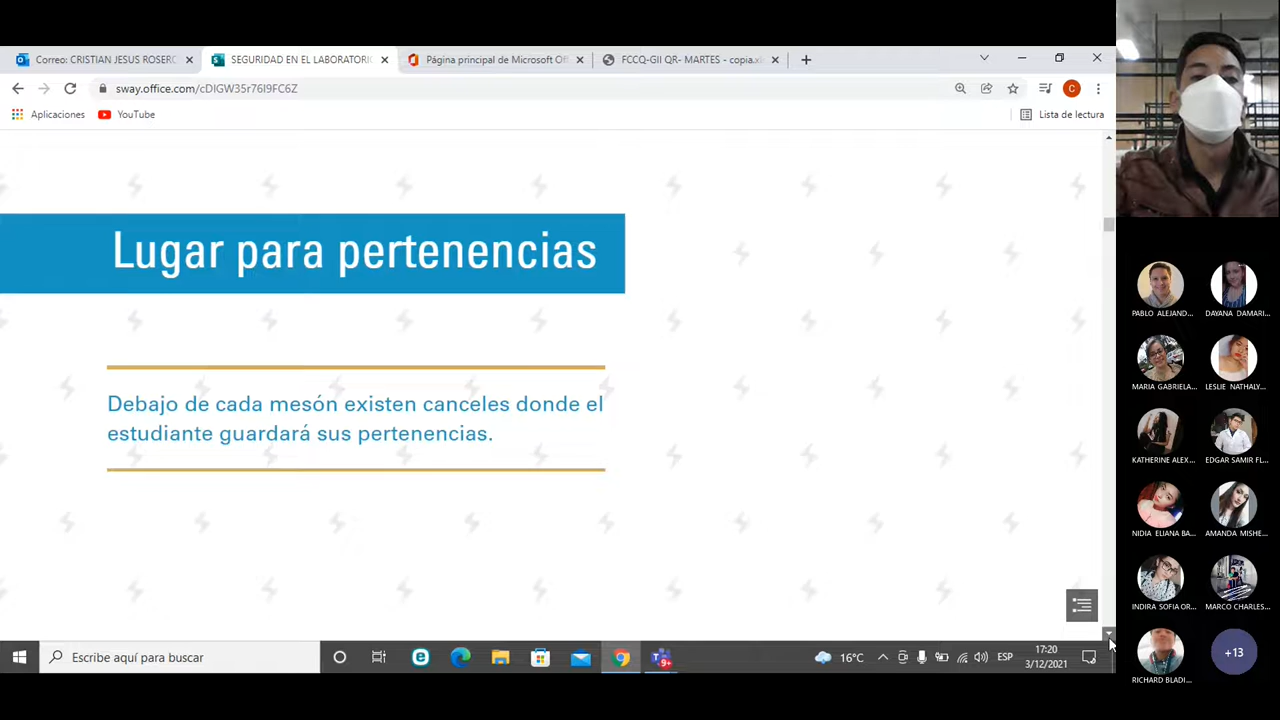 Correo: CRISTIAN JESUS ROSERO
SEGURIDAD EN EL LABORATORIO
Página principal de Microsoft Of
FCCQ-GII QR- MARTES - copia.xl
sway.office.com/cDIGW35r76I9FC6Z
Aplicaciones
YouTube
Lista de lectura
Lugar para pertenencias
Debajo de cada mesón existen canceles donde el
estudiante guardará sus pertenencias.
PABLO ALEJAND...
DAYANA DAMARI...
MARIA GABRIELA...
LESLIE NATHALY...
KATHERINE ALEX...
EDGAR SAMIR FL...
NIDIA ELIANA BA...
AMANDA MISHE...
INDIRA SOFIA OR...
MARCO CHARLES...
RICHARD BLADI...
+13
Escribe aquí para buscar
9+
16°C
ESP
17:20
3/12/2021